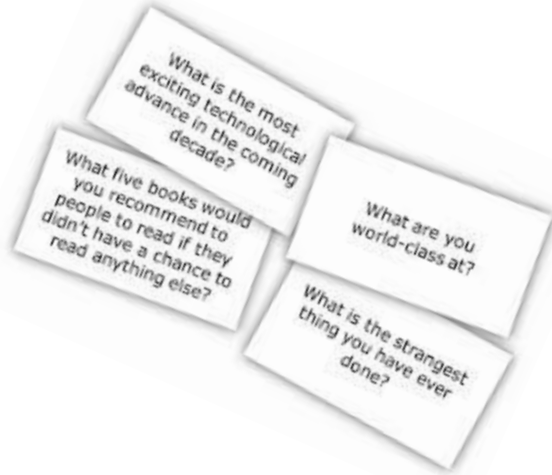 What is the most
exciting technological
advance in the coming
decade?
What five books would
you recommend to
people to read if they
didn't have a chance to
read anything else?
What are you
world-class at?
What is the strangest
thing you have ever
done?